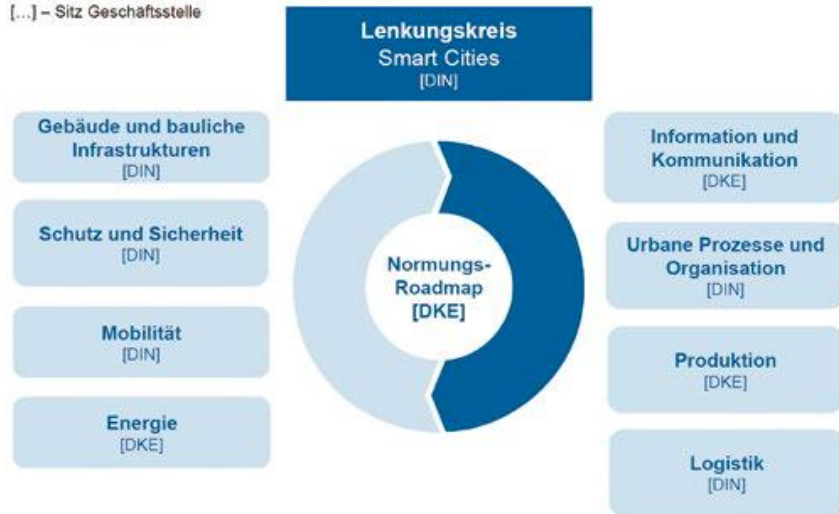 [...] – Sitz Geschäftsstelle
Lenkungskreis
Smart Cities
[DIN]
Gebäude und bauliche
Infrastrukturen
[DIN]
Schutz und Sicherheit
[DIN]
Mobilität
[DIN]
Energie
[DKE]
Normungs-
Roadmap
[DKE]
Information und
Kommunikation
[DKE]
Urbane Prozesse und
Organisation
[DIN]
Produktion
[DKE]
Logistik
[DIN]